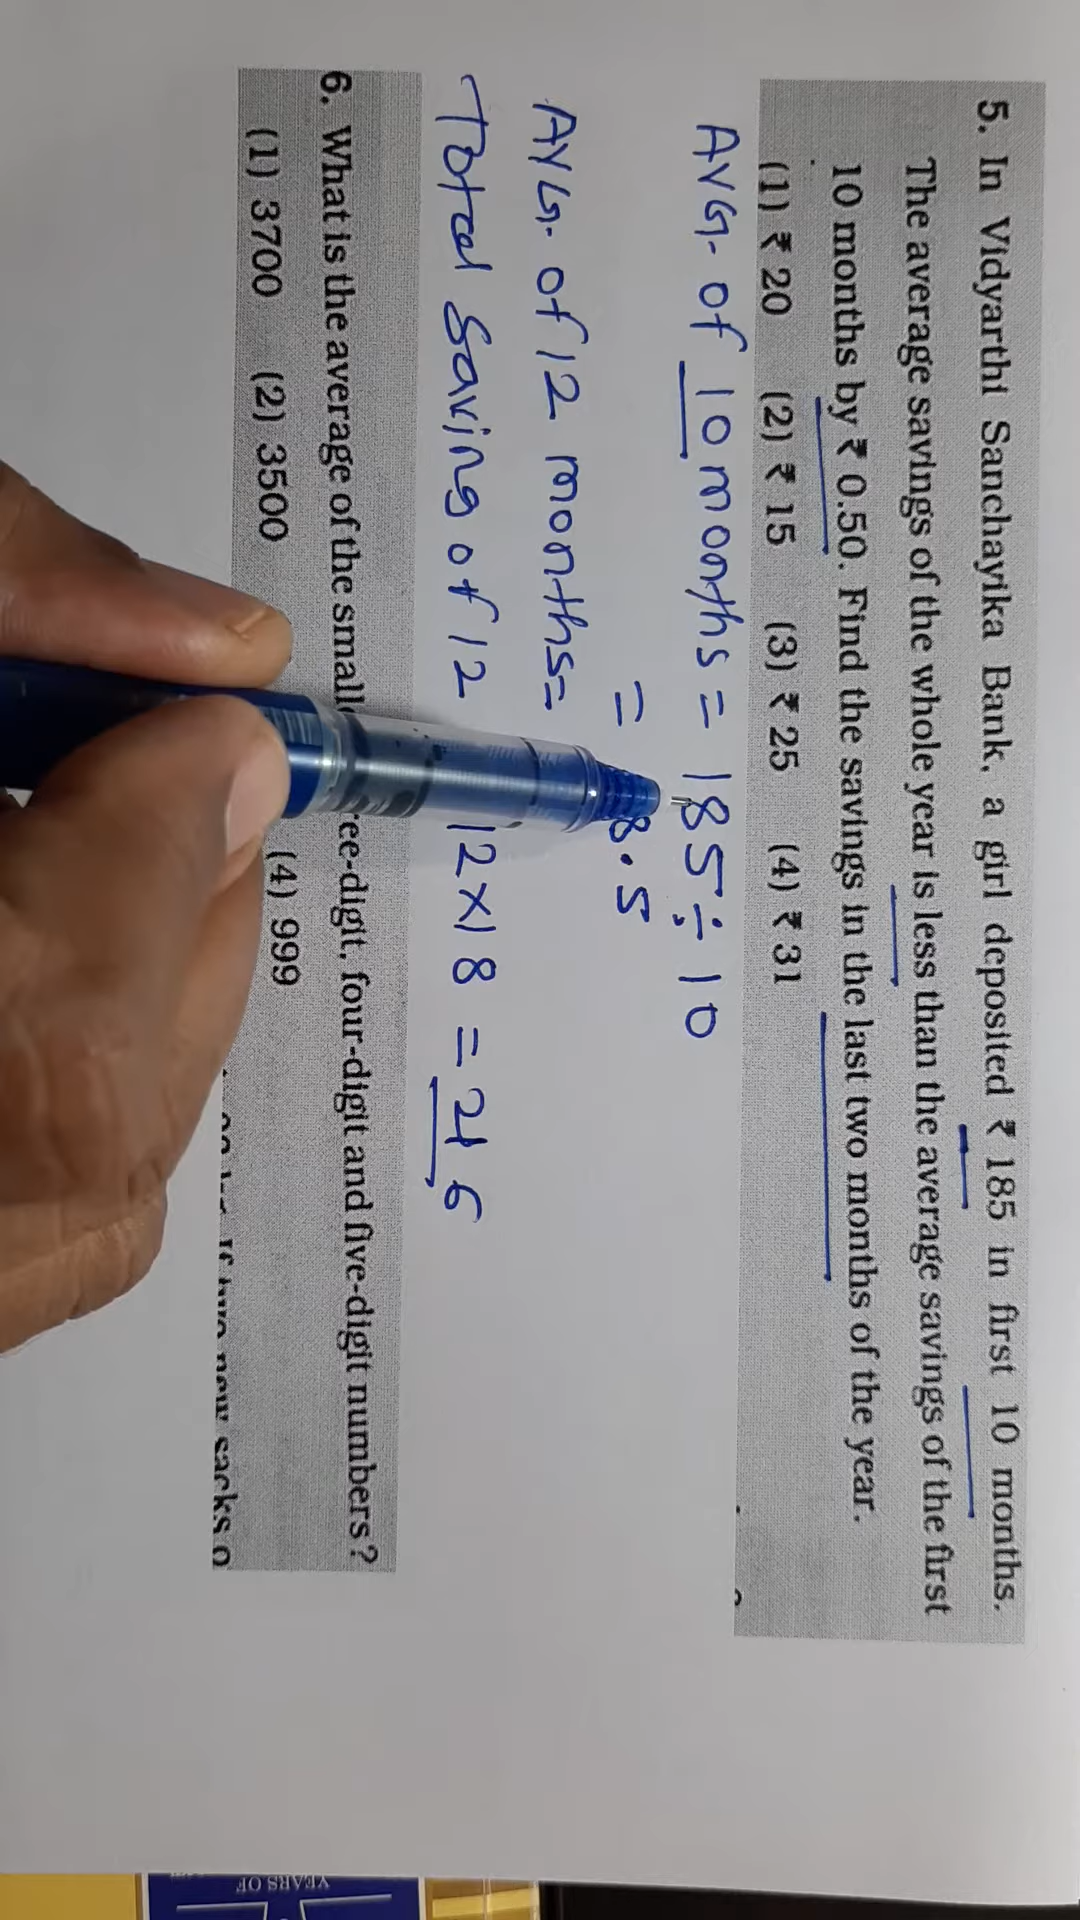 5. In Vidyarthi Sanchayika Bank, a girl deposited ₹ 185 in first 10 months.
The average savings of the whole year is less than the average savings of the first
10 months by ₹ 0.50. Find the savings in the last two months of the year.
(1) ₹ 20 (2) ₹ 15 (3) ₹ 25 (4) ₹ 31
AVG. of 10 months = 185 ÷ 10
= 8.5
AVG. of 12 months =
Total Saving of 12 12 × 18 = 216
6. What is the average of the small ree-digit, four-digit and five-digit numbers?
(1) 3700 (2) 3500 (4) 999
new sacks o
YEARS OF